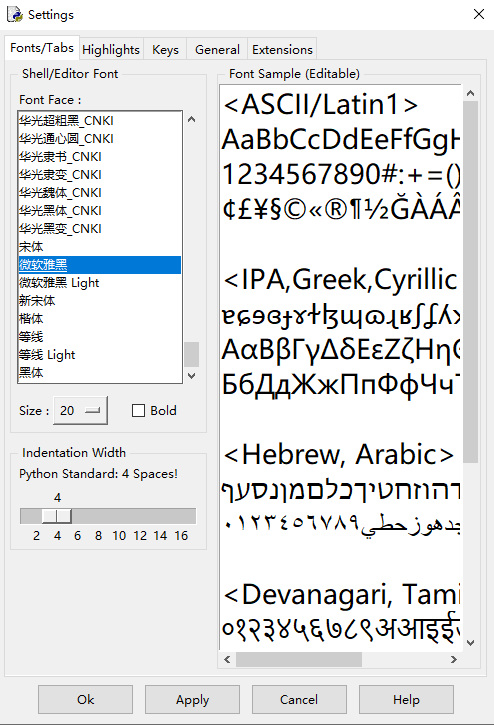 Settings
Fonts/Tabs Highlights Keys General Extensions
Shell/Editor Font
Font Face :
华光超粗黑_CNKI
华光通心圆_CNKI
华光隶书_CNKI
华光隶变_CNKI
华光魏体_CNKI
华光黑体_CNKI
华光黑变_CNKI
宋体
微软雅黑
微软雅黑 Light
新宋体
楷体
等线
等线 Light
黑体
Size : 20 Bold
Indentation Width
Python Standard: 4 Spaces!
4
2 4 6 8 10 12 14 16
Font Sample (Editable)
<ASCII/Latin1>
AaBbCcDdEeFfGgH
1234567890#:+=()
¢£¥§©«®¶½ĞÀÁÂ
<IPA,Greek,Cyrillic
ɐɕɘɞɟɤɫɮɰɷɻʁʃʆʎ
ΑαΒβΓγΔδΕεΖζΗη
БбДдЖжПпФфЧч
<Hebrew, Arabic>
דהוזחטיךכלםמןנסעף
جدهوزحطي٠١٢٣٤٥٦٧٨٩
<Devanagari, Tami
०१२३४५६७८९अआइई
Ok Apply Cancel Help